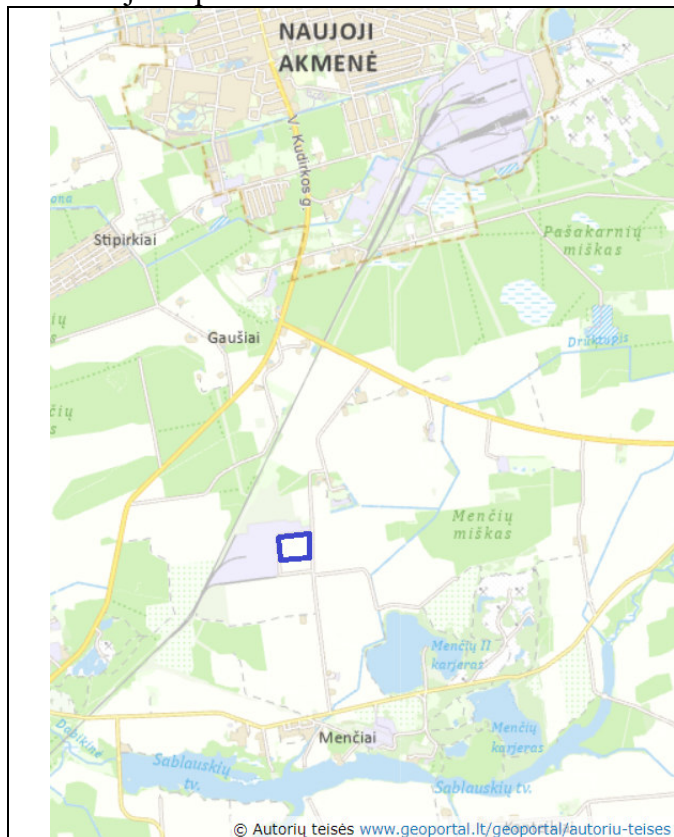 NAUJOJI
AKMENĖ
V. Kudirkos g.
Stipirkiai
Pašakarnių
miškas
Gaušiai
Drūktupis
Menčių
miškas
Menčių II
karjeras
Menčiai
Menčių
karjeras
Dabikinė
Sablauskių
tv.
Sablauskių tv.
© Autorių teisės www.geoportal.lt/geoportal/autoriu-teises